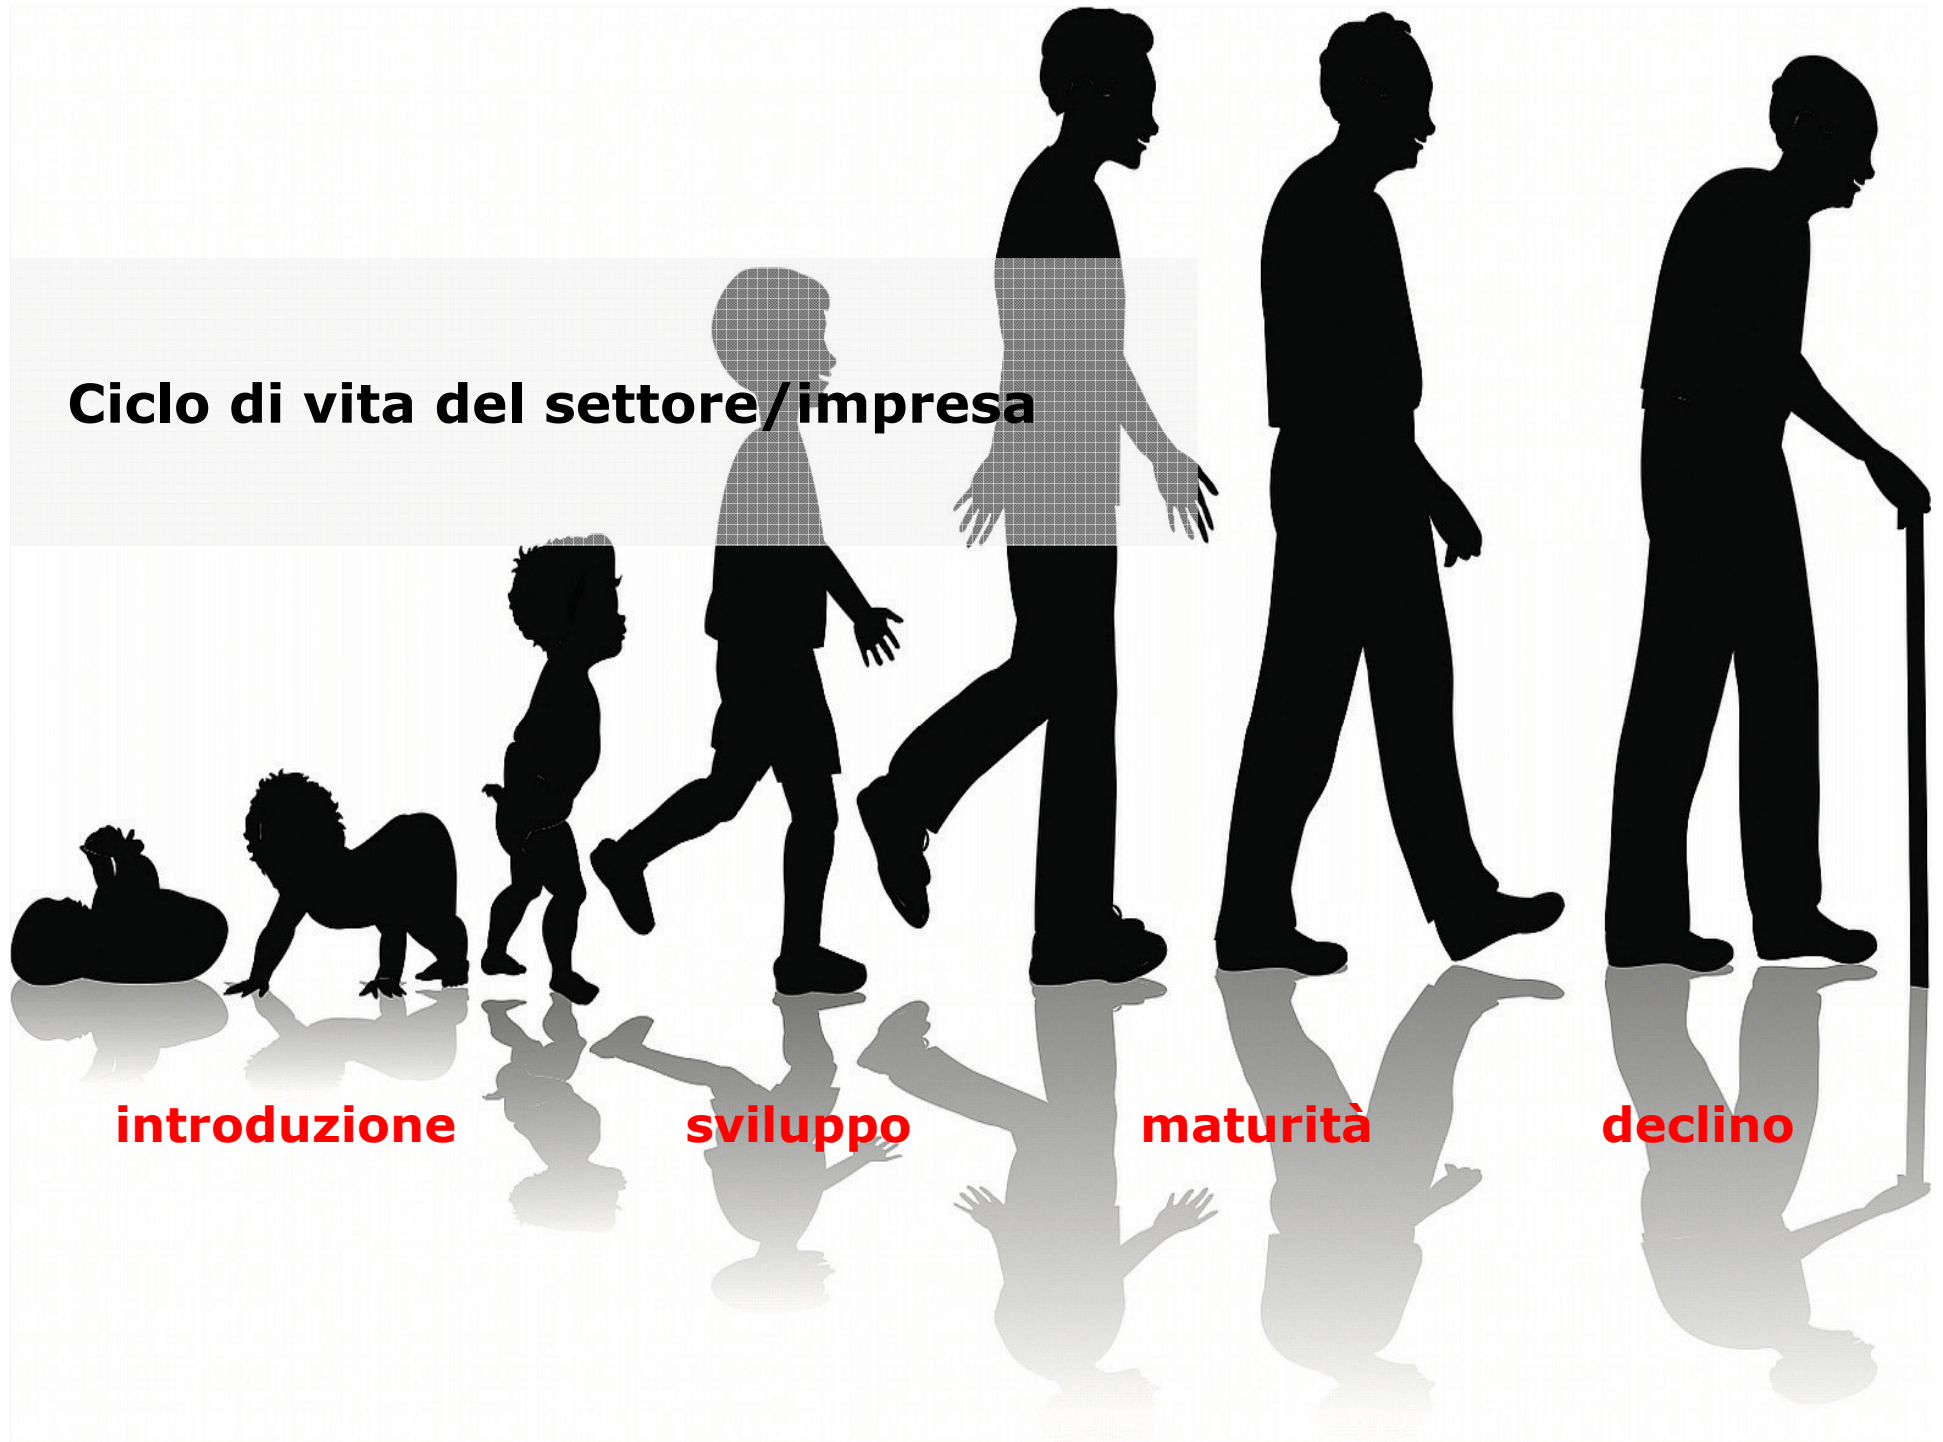 Ciclo di vita del settore/impresa
introduzione sviluppo maturità declino